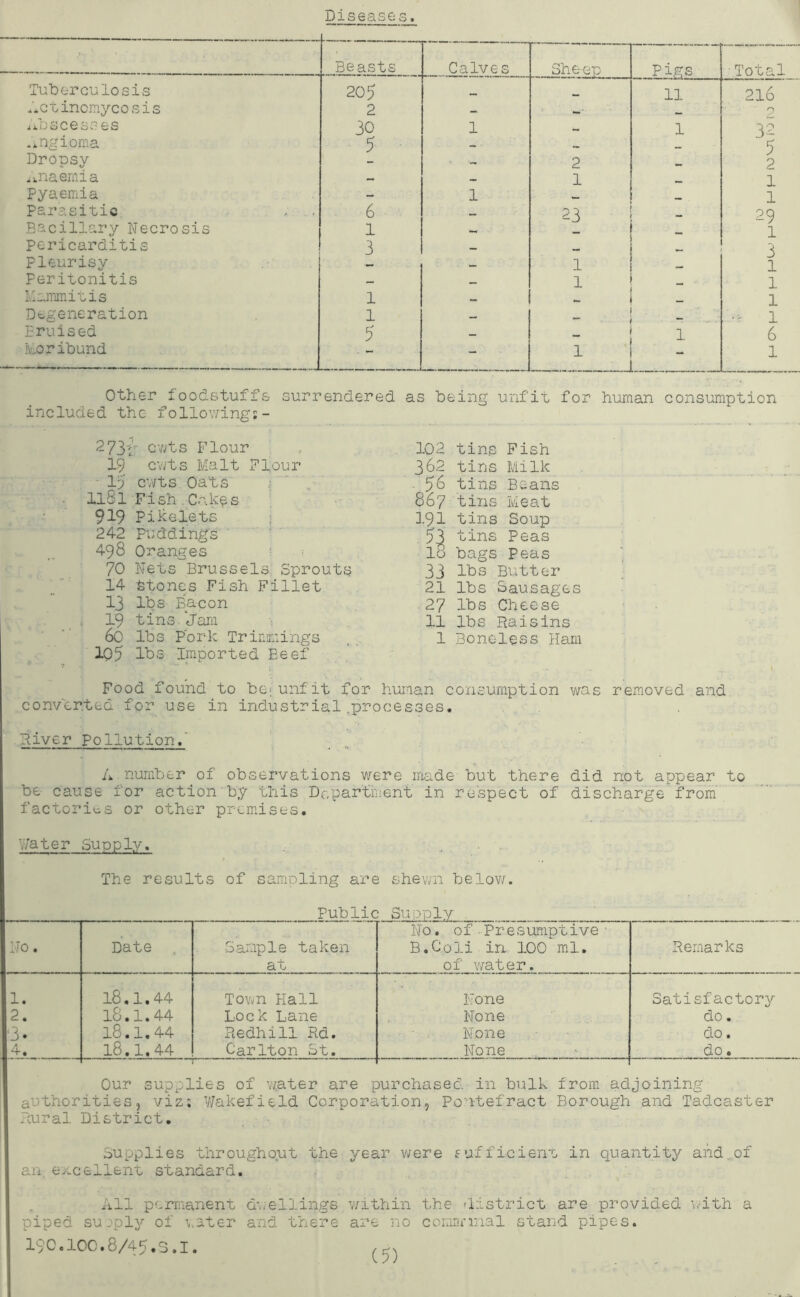 Diseases.
Beasts Calves Sheep Pigs Total
Tuberculosis 205 - - 11 216
Actinomycosis 2 - - - 2
Abscesses 30 1 - 1 32
Angioma 5 - - - 5
Dropsy - - 2 - 2
Anaemia - - 1 - 1
Pyaemia - 1 - - 1
Parasitic 6 - 23 - 29
Bacillary Necrosis 1 - - - 1
Pericarditis 3 - - - 3
Pleurisy - - 1 - 1
Peritonitis - - 1 - 1
Mammitis 1 - - - 1
Degeneration 1 - - - 1
Bruised 5 - - 1 6
Moribund - - 1 - 1
Other foodstuffs surrendered as being unfit for human consumption
included the following:-
273½ cwts Flour 102 tins Fish
19 cwts Malt Flour 362 tins Milk
15 cwts Oats 56 tins Beans
1181 Fish Cakes 867 tins Meat
919 Pikelets 191 tins Soup
242 Puddings 53 tins Peas
498 Oranges 18 bags Peas
70 Nets Brussels Sprouts 33 lbs Butter
14 Stones Fish Fillet 21 lbs Sausages
13 lbs Bacon 27 lbs Cheese
19 tins Jam 11 lbs Raisins
60 lbs Pork Trimmings 1 Boneless Ham
105 lbs Imported Beef
Food found to be unfit for human consumption was removed and
converted for use in industrial processes.
River Pollution.
A number of observations were made but there did not appear to
be cause for action by this Department in respect of discharge from
factories or other premises.
Water Supply.
The results of sampling are shewn below.
Public Supply
No. Date Sample taken at No. of Presumptive B.Coli in 100 ml. of water. Remarks
1. 18.1.44 Town Hall None Satisfactory
2. 18.1.44 Lock Lane None do.
3. 18.1.44 Redhill Rd. None do.
4. 18.1.44 Carlton St. None do.
Our supplies of water are purchased in bulk from adjoining
authorities, viz: Wakefield Corporation, Pontefract Borough and Tadcaster
Rural District.
Supplies throughout the year were sufficient in quantity and of
an excellent standard.
All permanent dwellings within the district are provided with a
piped supply of water and there are no communal stand pipes.
190.100.8/45.S.I.
(5)